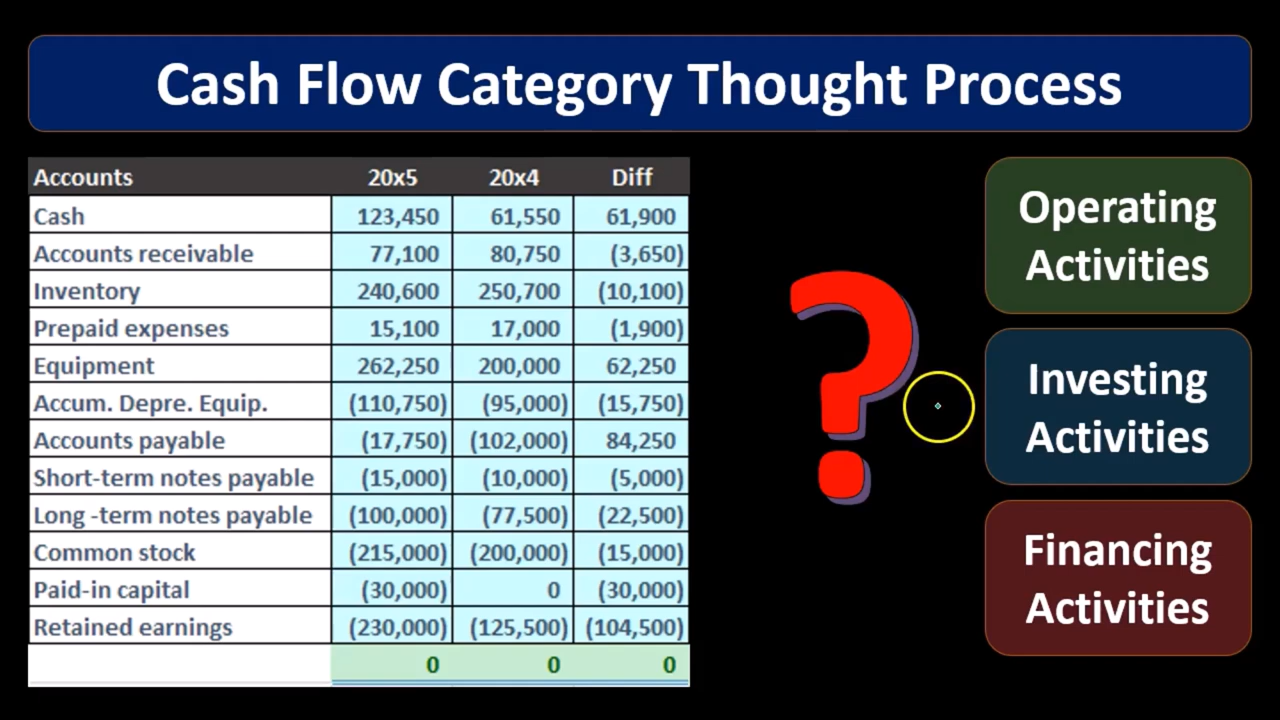 Cash Flow Category Thought Process
Accounts 20x5 20x4 Diff
Cash 123,450 61,550 61,900
Accounts receivable 77,100 80,750 (3,650)
Inventory 240,600 250,700 (10,100)
Prepaid expenses 15,100 17,000 (1,900)
Equipment 262,250 200,000 62,250
Accum. Depre. Equip. (110,750) (95,000) (15,750)
Accounts payable (17,750) (102,000) 84,250
Short-term notes payable (15,000) (10,000) (5,000)
Long -term notes payable (100,000) (77,500) (22,500)
Common stock (215,000) (200,000) (15,000)
Paid-in capital (30,000) 0 (30,000)
Retained earnings (230,000) (125,500) (104,500)
0 0 0
?
Operating
Activities
Investing
Activities
Financing
Activities